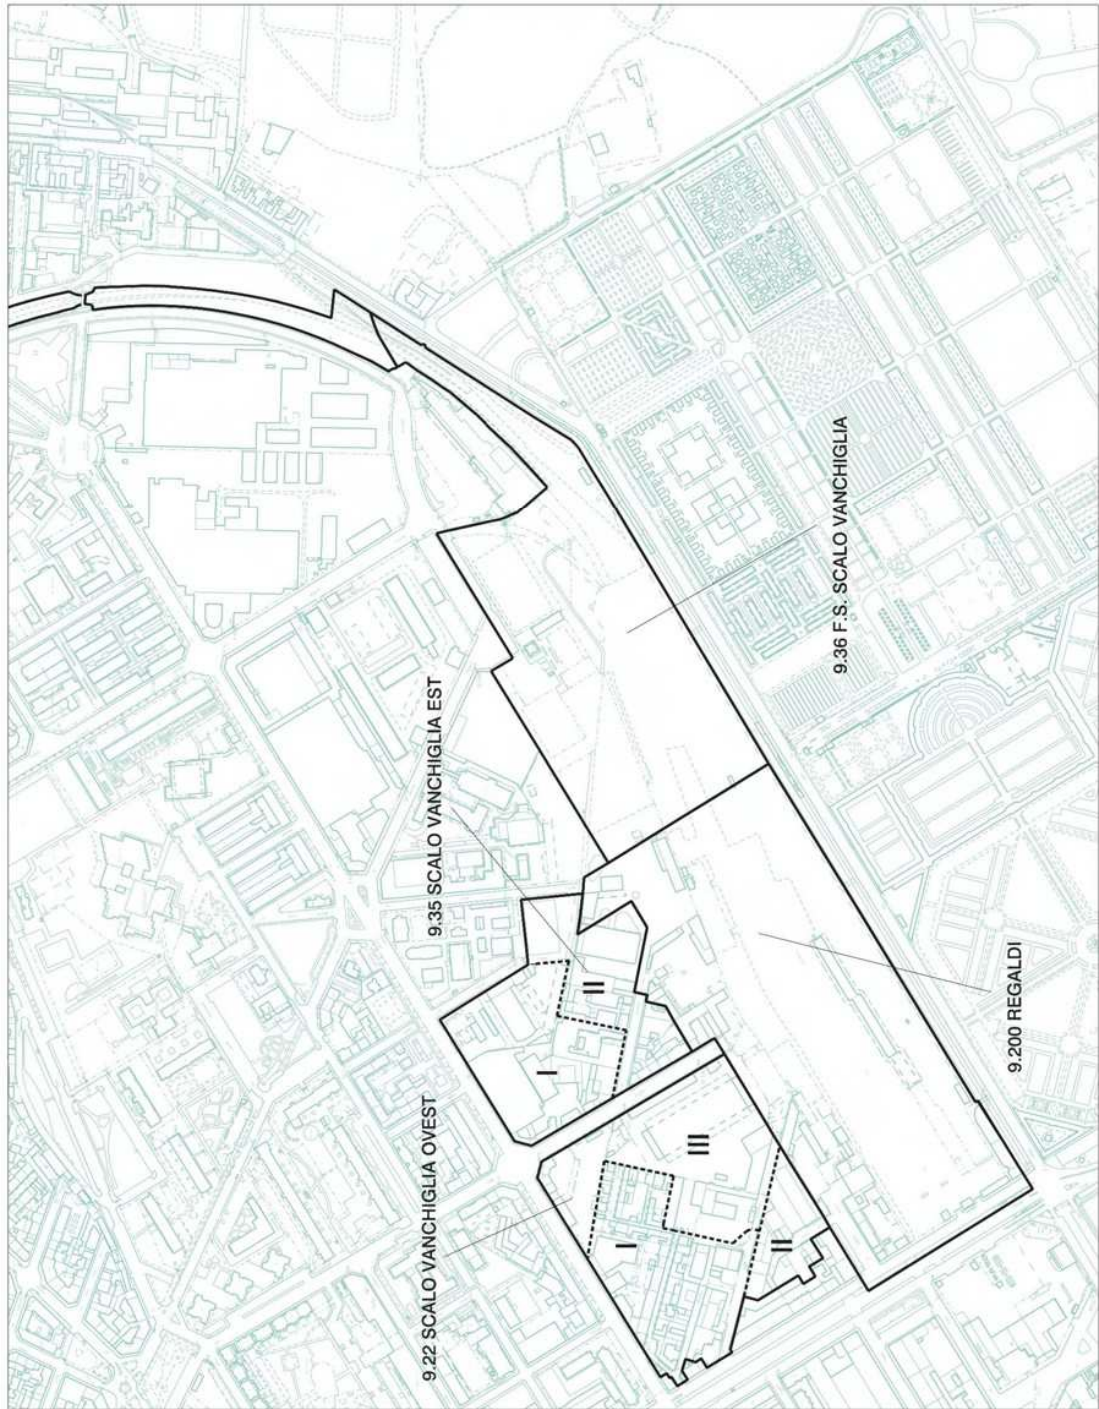 9.22 SCALO VANCHIGLIA OVEST
9.35 SCALO VANCHIGLIA EST
9.36 F.S. SCALO VANCHIGLIA
9.200 REGALDI
I
II
III
I
II